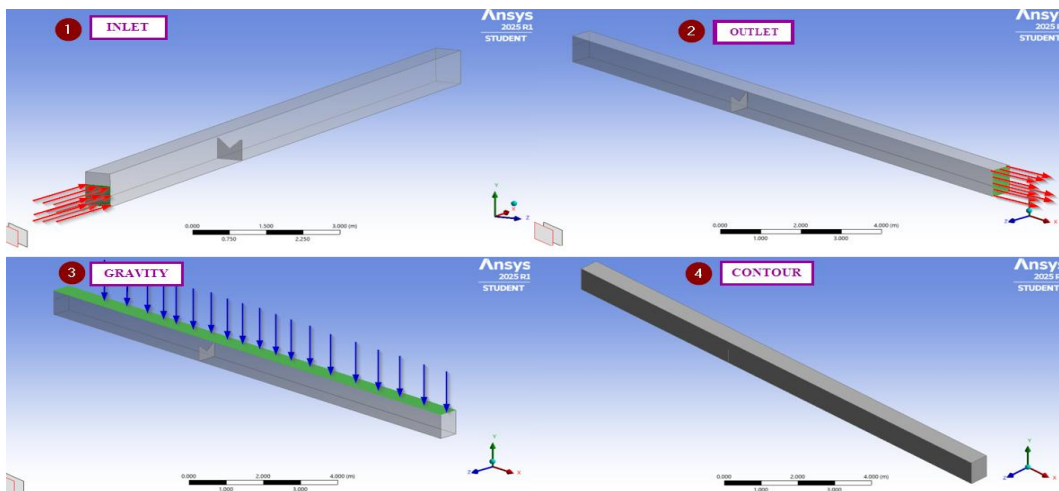 1 INLET
Ansys
2025 R1
STUDENT
Y
X
Z
0.000 1.500 3.000 (m)
0.750 2.250
2 OUTLET
Ansys
2025 R1
STUDENT
Y
Z X
0.000 2.000 4.000 (m)
1.000 3.000
3 GRAVITY
Ansys
2025 R1
STUDENT
Y
Z X
0.000 2.000 4.000 (m)
1.000 3.000
4 CONTOUR
Ansys
2025 R1
STUDENT
Y
Z X
0.000 2.000 4.000 (m)
1.000 3.000